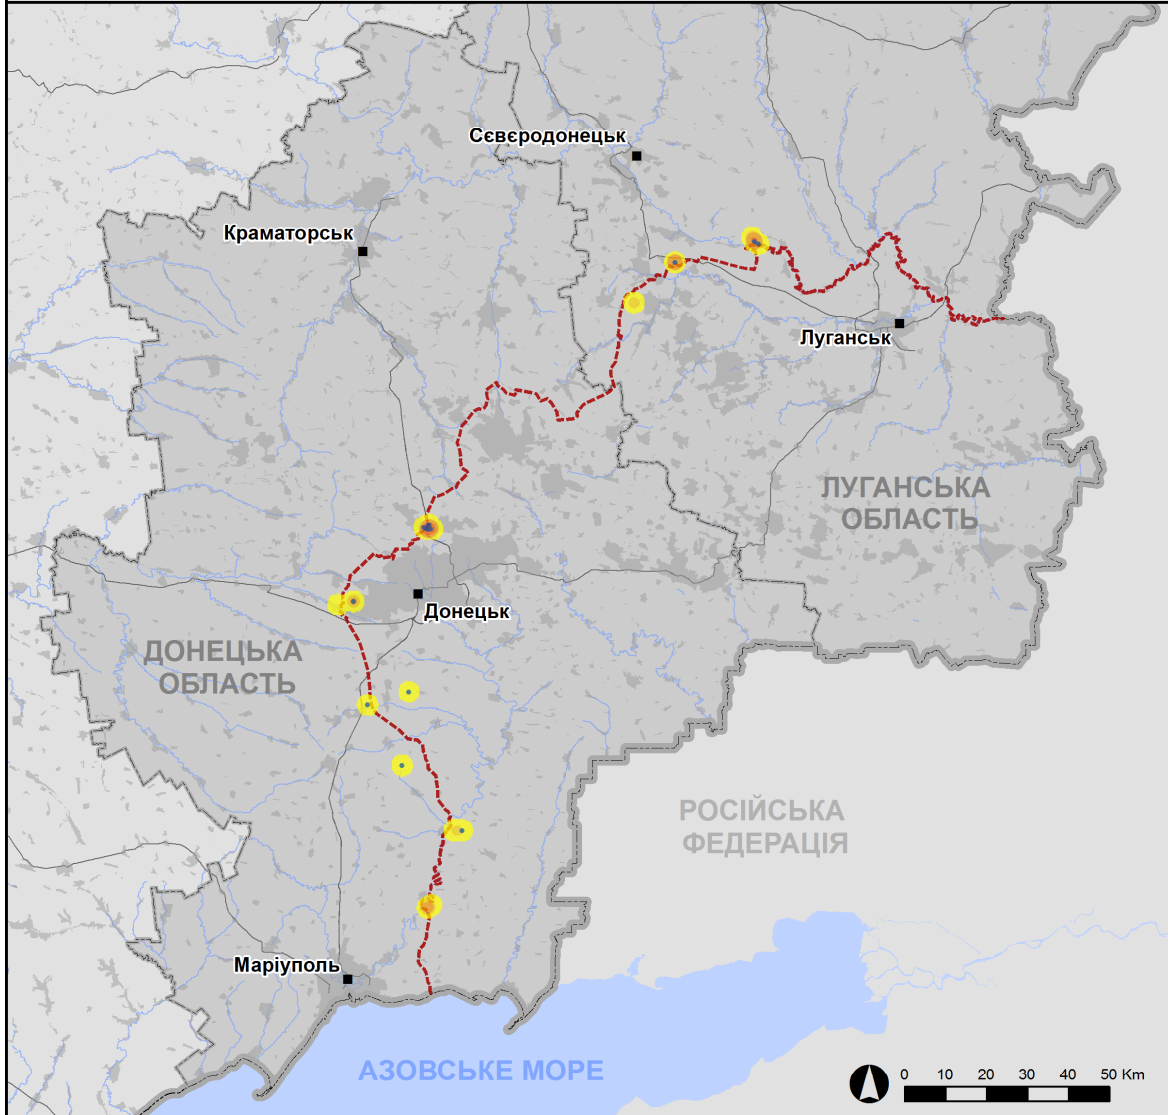 Сєвєродонецьк
Краматорськ
Луганськ
ЛУГАНСЬКА
ОБЛАСТЬ
Донецьк
ДОНЕЦЬКА
ОБЛАСТЬ
РОСІЙСЬКА
ФЕДЕРАЦІЯ
Маріуполь
АЗОВСЬКЕ МОРЕ
0 10 20 30 40 50 Km